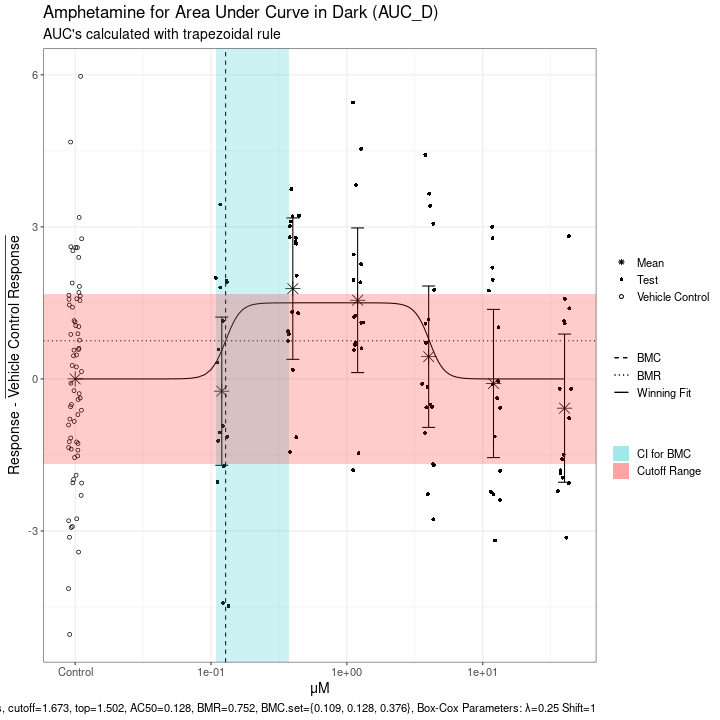 Amphetamine for Area Under Curve in Dark (AUC_D)
AUC's calculated with trapezoidal rule
Response - Vehicle Control Response
6
3
0
-3
Control
1e-01
1e+00
1e+01
µM
Mean
Test
Vehicle Control
BMC
BMR
Winning Fit
CI for BMC
Cutoff Range
cutoff=1.673, top=1.502, AC50=0.128, BMR=0.752, BMC.set={0.109, 0.128, 0.376}, Box-Cox Parameters: λ=0.25 Shift=1